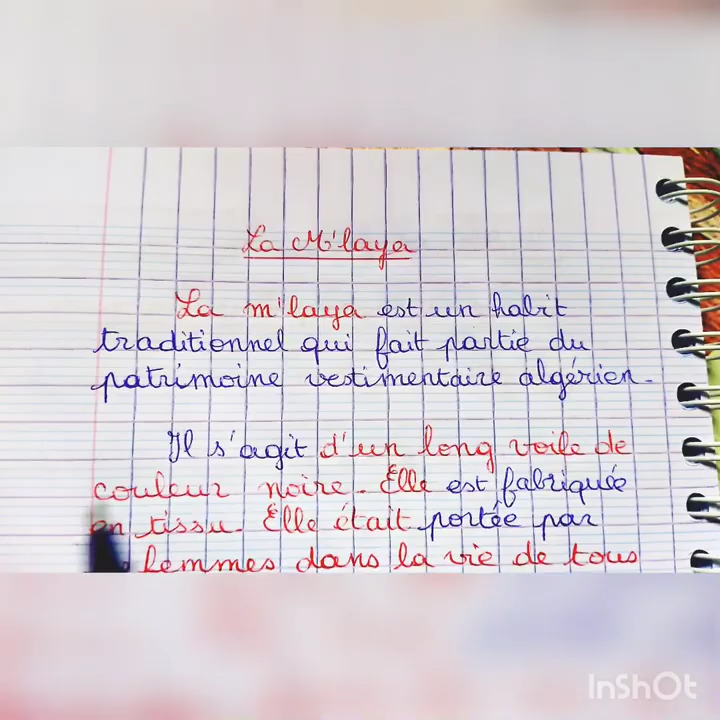 La M'laya
La m'laya est un habit
traditionnel qui fait partie du
patrimoine vestimentaire algérien.
Il s'agit d'un long voile de
couleur noire. Elle est fabriquée
en tissu. Elle était portée par
femmes dans la vie de tous
InShOt